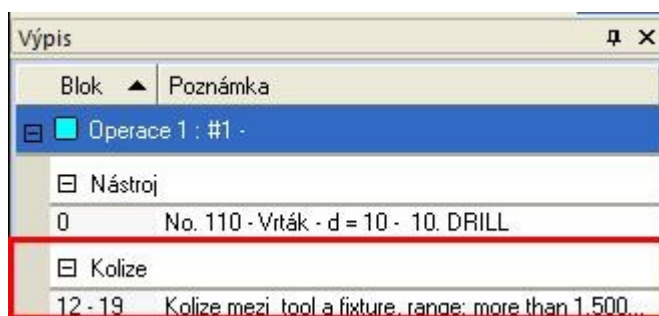 Výpis
Blok Poznámka
Operace 1 : #1 -
Nástroj
0 No. 110 - Vrták - d = 10 - 10. DRILL
Kolize
12 - 19 Kolize mezi tool a fixture, range: more than 1.500...